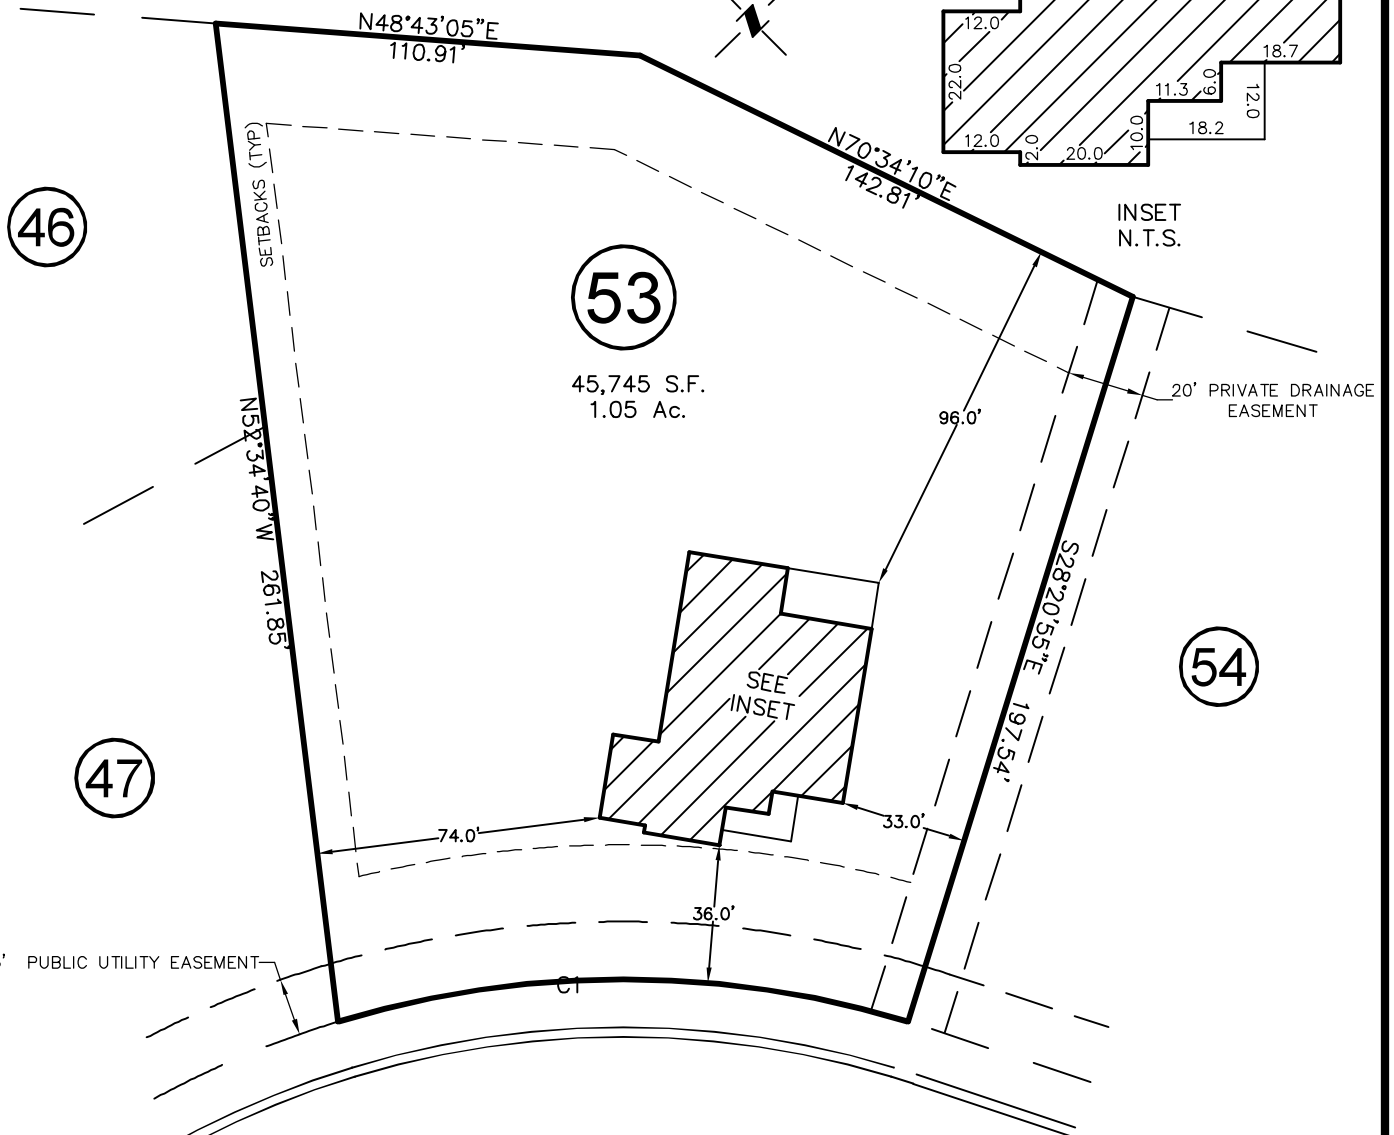 N48°43'05"E
110.91'
12.0
18.7
22.0
6.0
11.3
12.0
18.2
10.0
12.0
2.0
20.0
N70°34'10"E
142.81'
INSET
N.T.S.
SETBACKS (TYP)
46
53
45,745 S.F.
1.05 Ac.
20' PRIVATE DRAINAGE
EASEMENT
96.0'
N52°34'40"W 261.85'
S28°20'55"E 197.54'
54
SEE
INSET
47
74.0'
33.0'
36.0'
' PUBLIC UTILITY EASEMENT
C1